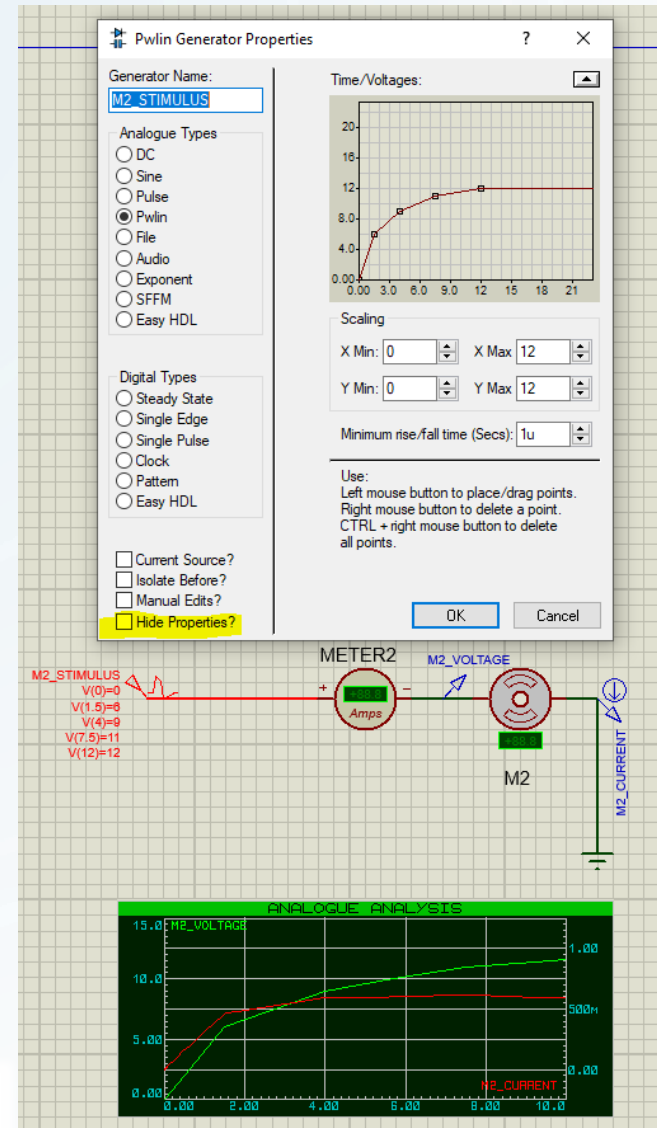 Pwlin Generator Properties ? ×
Generator Name:
M2_STIMULUS
Analogue Types
DC
Sine
Pulse
Pwlin
File
Audio
Exponent
SFFM
Easy HDL
Digital Types
Steady State
Single Edge
Single Pulse
Clock
Pattern
Easy HDL
Current Source?
Isolate Before?
Manual Edits?
Hide Properties?
Time/Voltages:
20
16
12
8.0
4.0
0.00
0.00 3.0 6.0 9.0 12 15 18 21
Scaling
X Min: 0 X Max 12
Y Min: 0 Y Max 12
Minimum rise/fall time (Secs): 1u
Use:
Left mouse button to place/drag points.
Right mouse button to delete a point.
CTRL + right mouse button to delete
all points.
OK Cancel
M2_STIMULUS
V(0)=0
V(1.5)=6
V(4)=9
V(7.5)=11
V(12)=12
METER2
+ −
+88.8
Amps
M2_VOLTAGE
+88.8
M2
M2_CURRENT
ANALOGUE ANALYSIS
15.0
M2_VOLTAGE
10.0
5.00
0.00
1.00
500m
0.00
M2_CURRENT
0.00 2.00 4.00 6.00 8.00 10.0